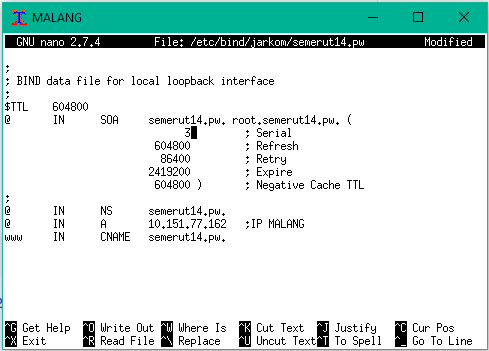 MALANG
GNU nano 2.7.4 File: /etc/bind/jarkom/semerut14.pw Modified
;
; BIND data file for local loopback interface
;
$TTL 604800
@ IN SOA semerut14.pw. root.semerut14.pw. (
3 ; Serial
604800 ; Refresh
86400 ; Retry
2419200 ; Expire
604800 ) ; Negative Cache TTL
;
@ IN NS semerut14.pw.
@ IN A 10.151.77.162 ;IP MALANG
www IN CNAME semerut14.pw.
^G Get Help ^O Write Out ^W Where Is ^K Cut Text ^J Justify ^C Cur Pos
^X Exit ^R Read File ^\ Replace ^U Uncut Text ^T To Spell ^_ Go To Line